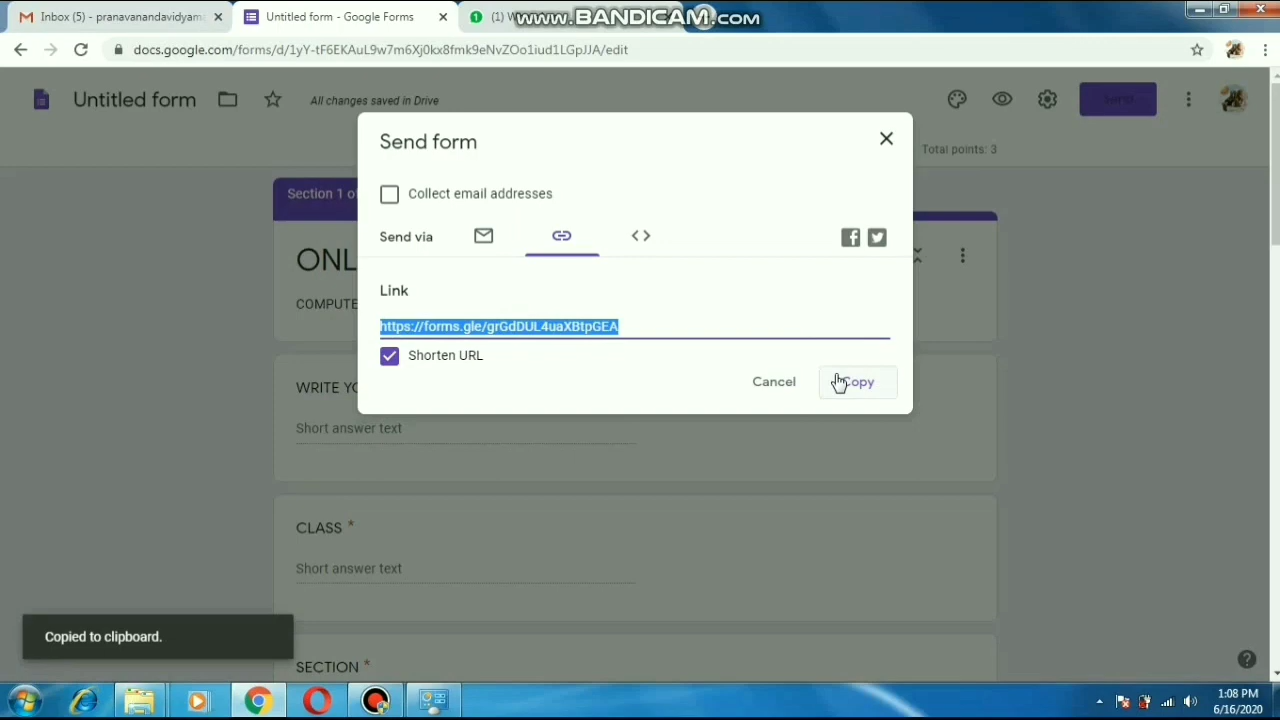 Inbox (5) - pranavanandavidyam
Untitled form - Google Forms
(1) W
www.BANDICAM.com
docs.google.com/forms/d/1yY-tF6EKAuL9w7m6Xj0kx8fmk9eNvZOo1iud1LGpJJA/edit
Untitled form
All changes saved in Drive
Send
Send form
Total points: 3
Collect email addresses
Section 1 of
Send via
ONL
Link
COMPUTE
https://forms.gle/grGdDUL4uaXBtpGEA
Shorten URL
Cancel
Copy
WRITE YO
Short answer text
CLASS *
Short answer text
Copied to clipboard.
SECTION *
1:08 PM
6/16/2020